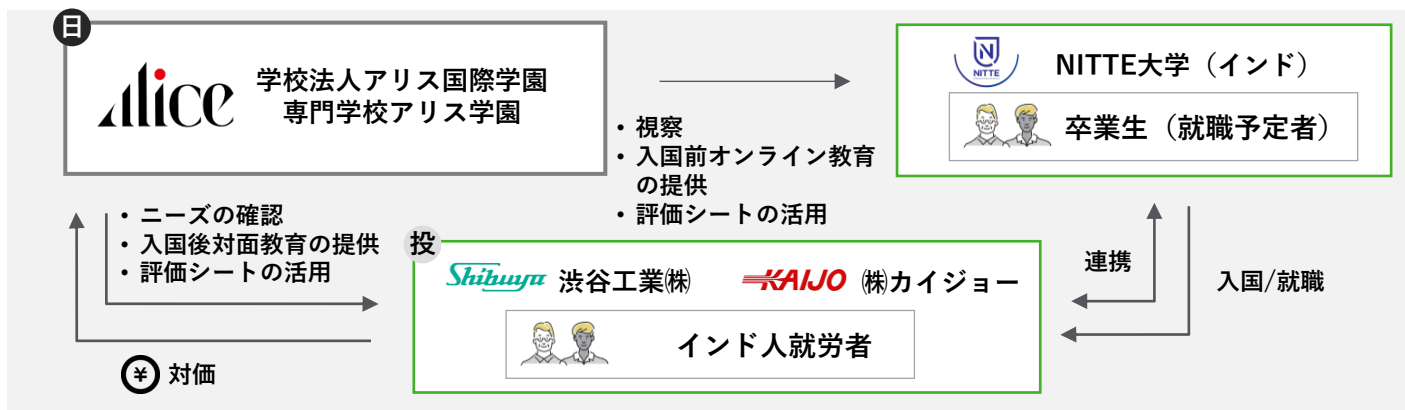 日
Alice
学校法人アリス国際学園
専門学校アリス学園
NITTE
NITTE大学（インド）
卒業生（就職予定者）
• 視察
• 入国前オンライン教育
の提供
• 評価シートの活用
• ニーズの確認
• 入国後対面教育の提供
• 評価シートの活用
投
Shibuya 渋谷工業㈱ KAIJO ㈱カイジョー
インド人就労者
連携
入国/就職
¥ 対価